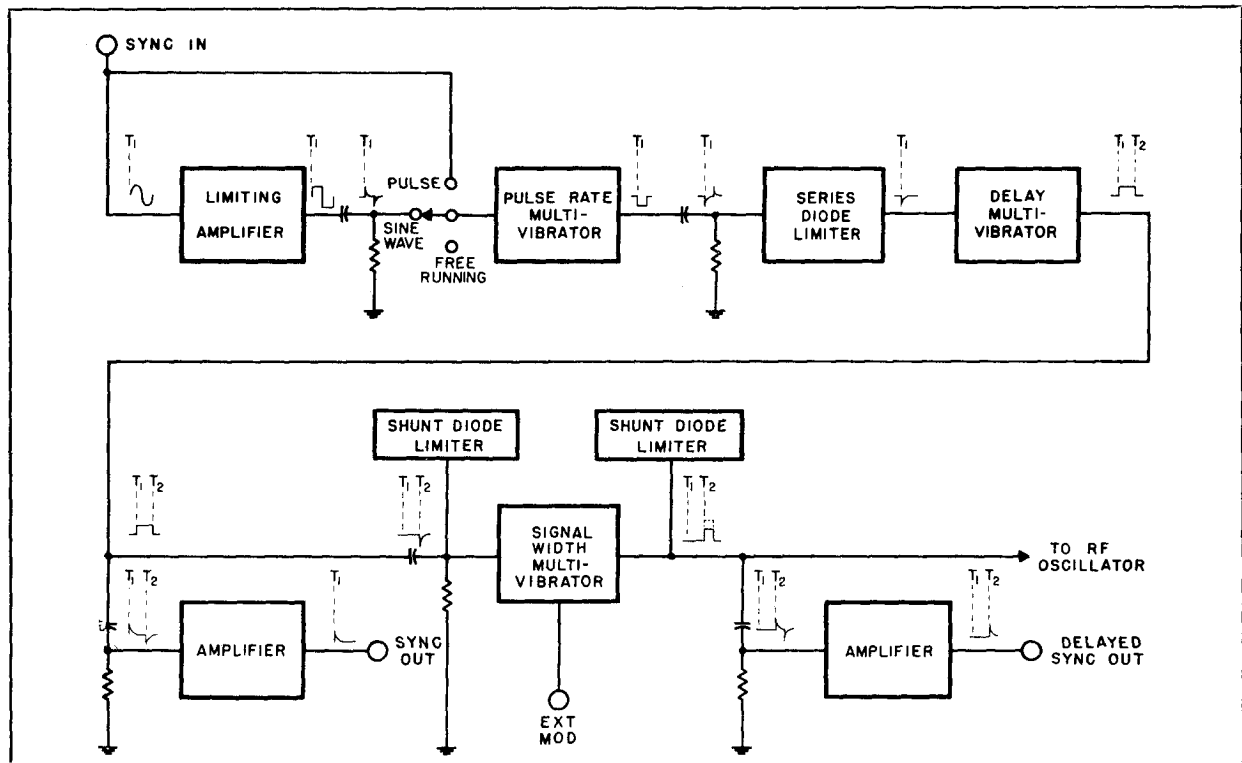 SYNC IN
T1
T1
T1
LIMITING
AMPLIFIER
PULSE
SINE
WAVE
FREE
RUNNING
PULSE RATE
MULTI-
VIBRATOR
T1
T1
SERIES
DIODE
LIMITER
T1
DELAY
MULTI-
VIBRATOR
T1 T2
SHUNT DIODE
LIMITER
SHUNT DIODE
LIMITER
T1 T2
T1 T2
SIGNAL
WIDTH
MULTI-
VIBRATOR
T1 T2
TO RF
OSCILLATOR
T1 T2
AMPLIFIER
T1
SYNC
OUT
EXT
MOD
T1 T2
AMPLIFIER
T1 T2
DELAYED
SYNC OUT